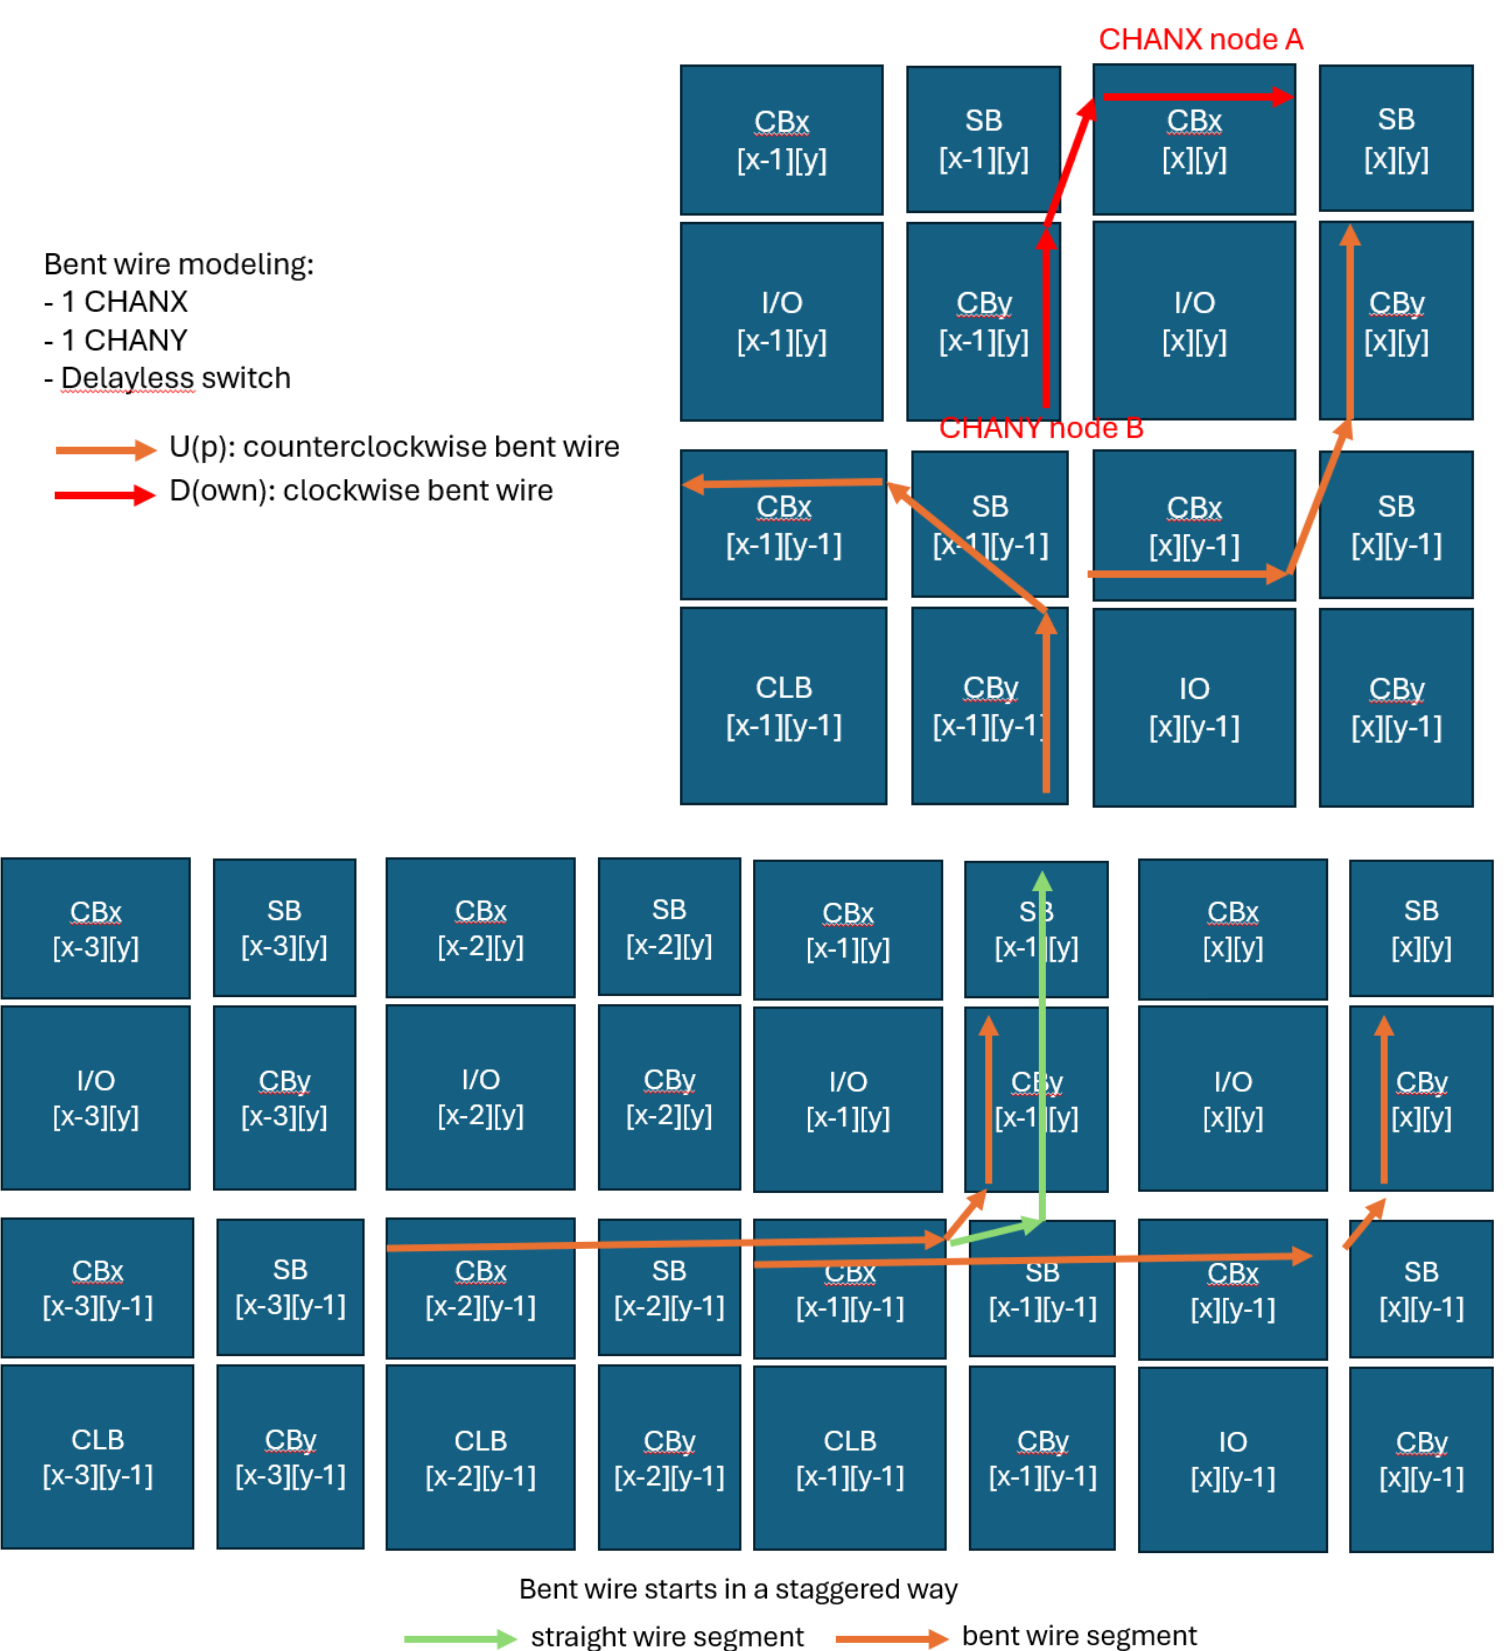 CHANX node A
CBx
[x-1][y]
SB
[x-1][y]
CBx
[x][y]
SB
[x][y]
Bent wire modeling:
- 1 CHANX
- 1 CHANY
- Delayless switch
U(p): counterclockwise bent wire
D(own): clockwise bent wire
I/O
[x-1][y]
CBy
[x-1][y]
I/O
[x][y]
CBy
[x][y]
CHANY node B
CBx
[x-1][y-1]
SB
[x-1][y-1]
CBx
[x][y-1]
SB
[x][y-1]
CLB
[x-1][y-1]
CBy
[x-1][y-1]
IO
[x][y-1]
CBy
[x][y-1]
CBx
[x-3][y]
SB
[x-3][y]
CBx
[x-2][y]
SB
[x-2][y]
CBx
[x-1][y]
SB
[x-1][y]
CBx
[x][y]
SB
[x][y]
I/O
[x-3][y]
CBy
[x-3][y]
I/O
[x-2][y]
CBy
[x-2][y]
I/O
[x-1][y]
CBy
[x-1][y]
I/O
[x][y]
CBy
[x][y]
CBx
[x-3][y-1]
SB
[x-3][y-1]
CBx
[x-2][y-1]
SB
[x-2][y-1]
CBx
[x-1][y-1]
SB
[x-1][y-1]
CBx
[x][y-1]
SB
[x][y-1]
CLB
[x-3][y-1]
CBy
[x-3][y-1]
CLB
[x-2][y-1]
CBy
[x-2][y-1]
CLB
[x-1][y-1]
CBy
[x-1][y-1]
IO
[x][y-1]
CBy
[x][y-1]
Bent wire starts in a staggered way
straight wire segment
bent wire segment